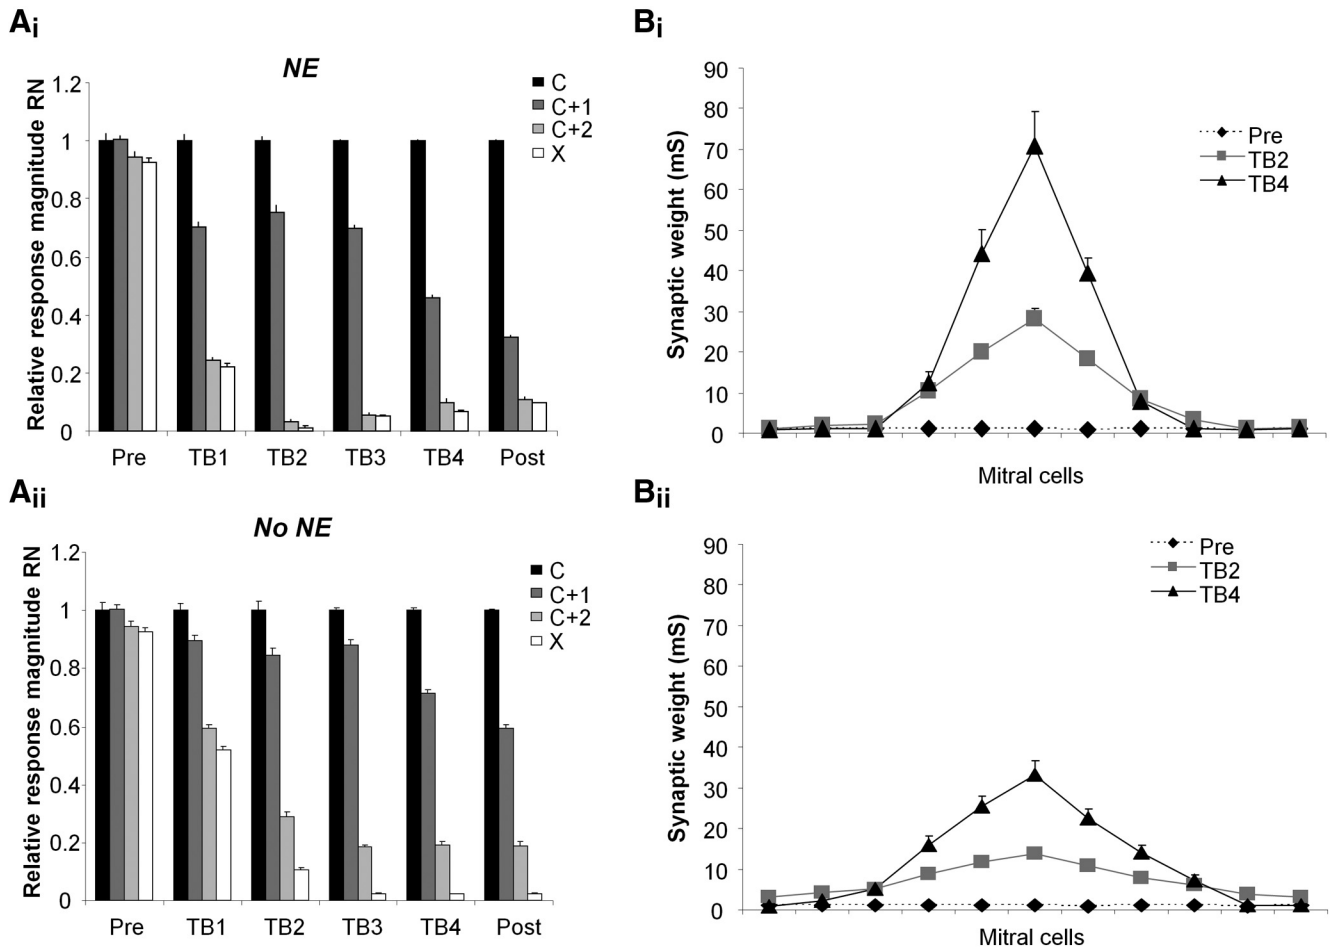 Ai
NE
Relative response magnitude RN
1.2
1
0.8
0.6
0.4
0.2
0
C
C+1
C+2
X
Pre TB1 TB2 TB3 TB4 Post
Bi
Synaptic weight (mS)
90
80
70
60
50
40
30
20
10
0
Pre
TB2
TB4
Mitral cells
Aii
No NE
Relative response magnitude RN
1.2
1
0.8
0.6
0.4
0.2
0
C
C+1
C+2
X
Pre TB1 TB2 TB3 TB4 Post
Bii
Synaptic weight (mS)
90
80
70
60
50
40
30
20
10
0
Pre
TB2
TB4
Mitral cells